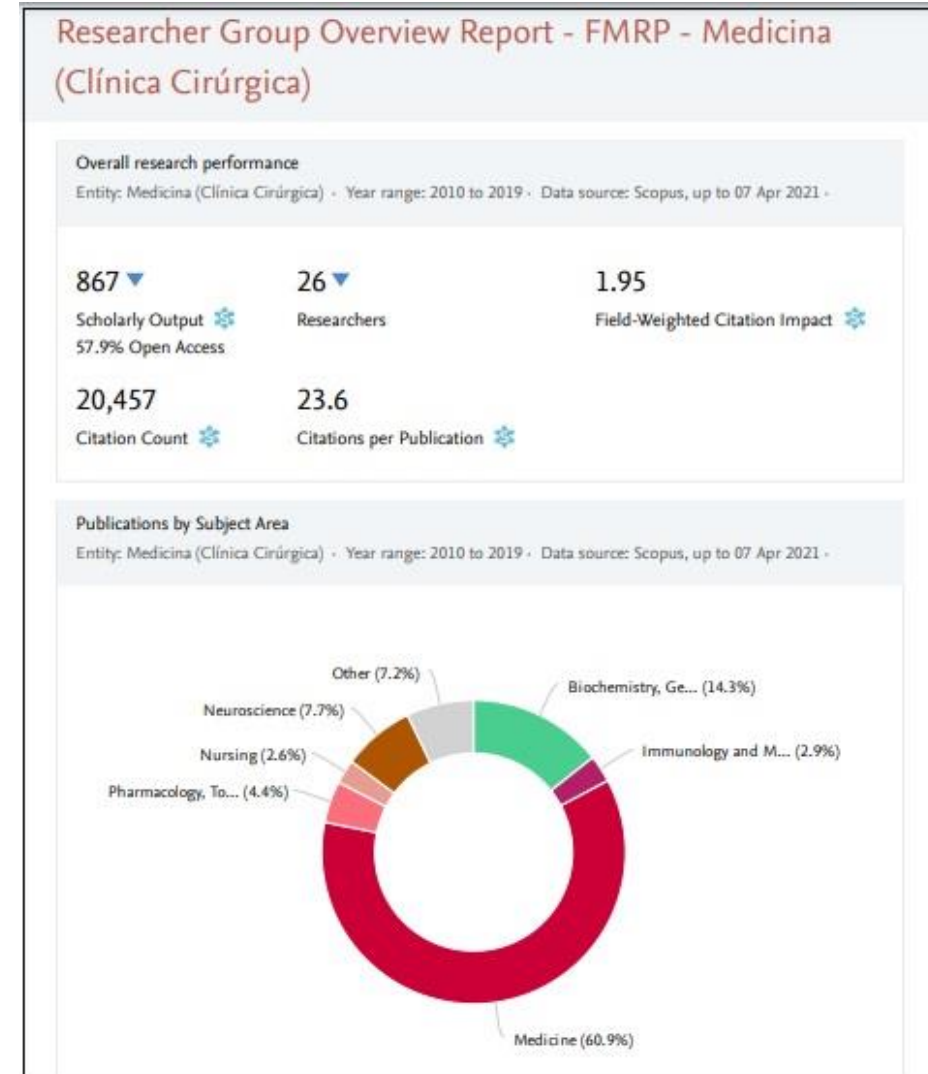 Researcher Group Overview Report - FMRP - Medicina
(Clínica Cirúrgica)
Overall research performance
Entity: Medicina (Clínica Cirúrgica) · Year range: 2010 to 2019 · Data source: Scopus, up to 07 Apr 2021 ·
867 26 1.95
Scholarly Output Researchers Field-Weighted Citation Impact
57.9% Open Access
20,457 23.6
Citation Count Citations per Publication
Publications by Subject Area
Entity: Medicina (Clínica Cirúrgica) · Year range: 2010 to 2019 · Data source: Scopus, up to 07 Apr 2021 ·
Other (7.2%)
Biochemistry, Ge... (14.3%)
Neuroscience (7.7%)
Immunology and M... (2.9%)
Nursing (2.6%)
Pharmacology, To... (4.4%)
Medicine (60.9%)